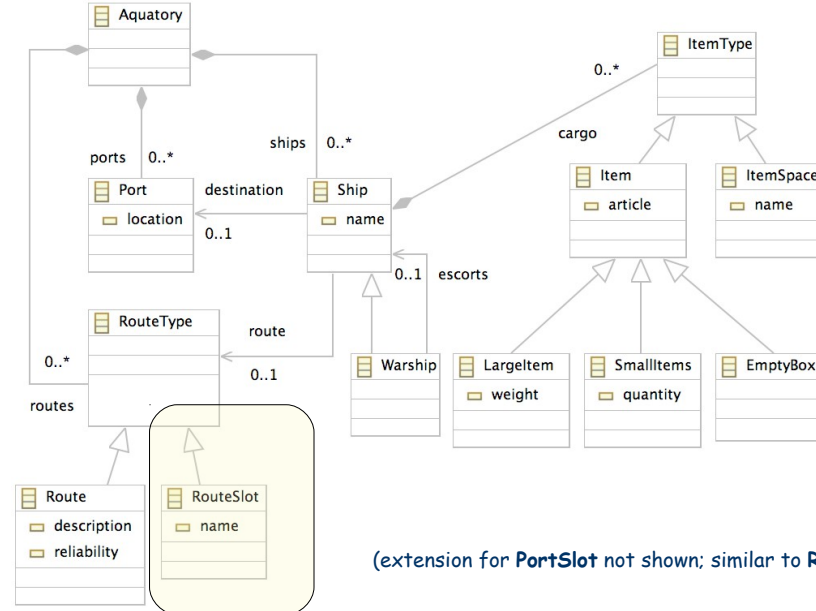 Aquatory
ItemType
0..*
cargo
ships 0..*
ports 0..*
Port
location
destination
0..1
Ship
name
Item
article
ItemSpace
name
0..1 escorts
RouteType
route
0..1
0..*
routes
Warship
LargeItem
weight
SmallItems
quantity
EmptyBox
Route
description
reliability
RouteSlot
name
(extension for PortSlot not shown; similar to R